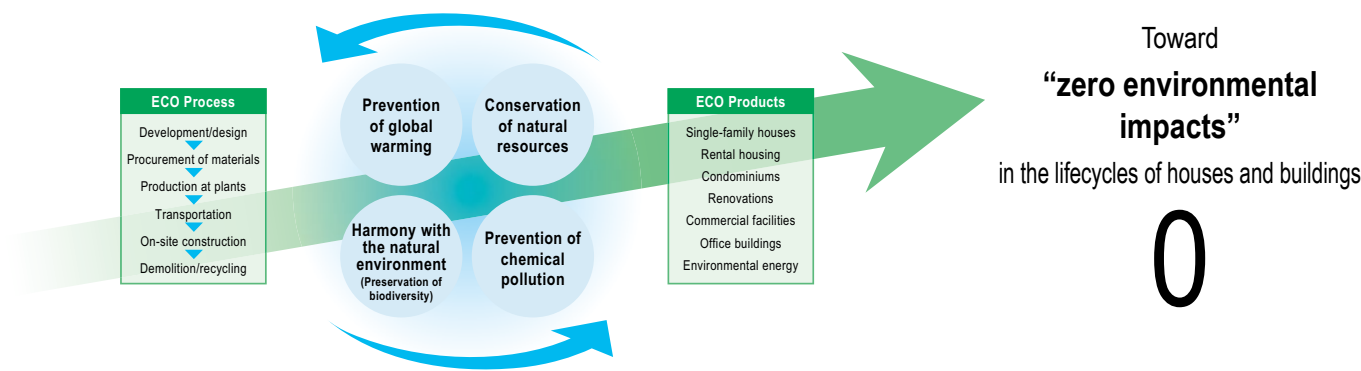 ECO Process
Development/design
Procurement of materials
Production at plants
Transportation
On-site construction
Demolition/recycling
Prevention
of global
warming
Conservation
of natural
resources
Harmony with
the natural
environment
(Preservation of
biodiversity)
Prevention of
chemical
pollution
ECO Products
Single-family houses
Rental housing
Condominiums
Renovations
Commercial facilities
Office buildings
Environmental energy
Toward
“zero environmental
impacts”
in the lifecycles of houses and buildings
0